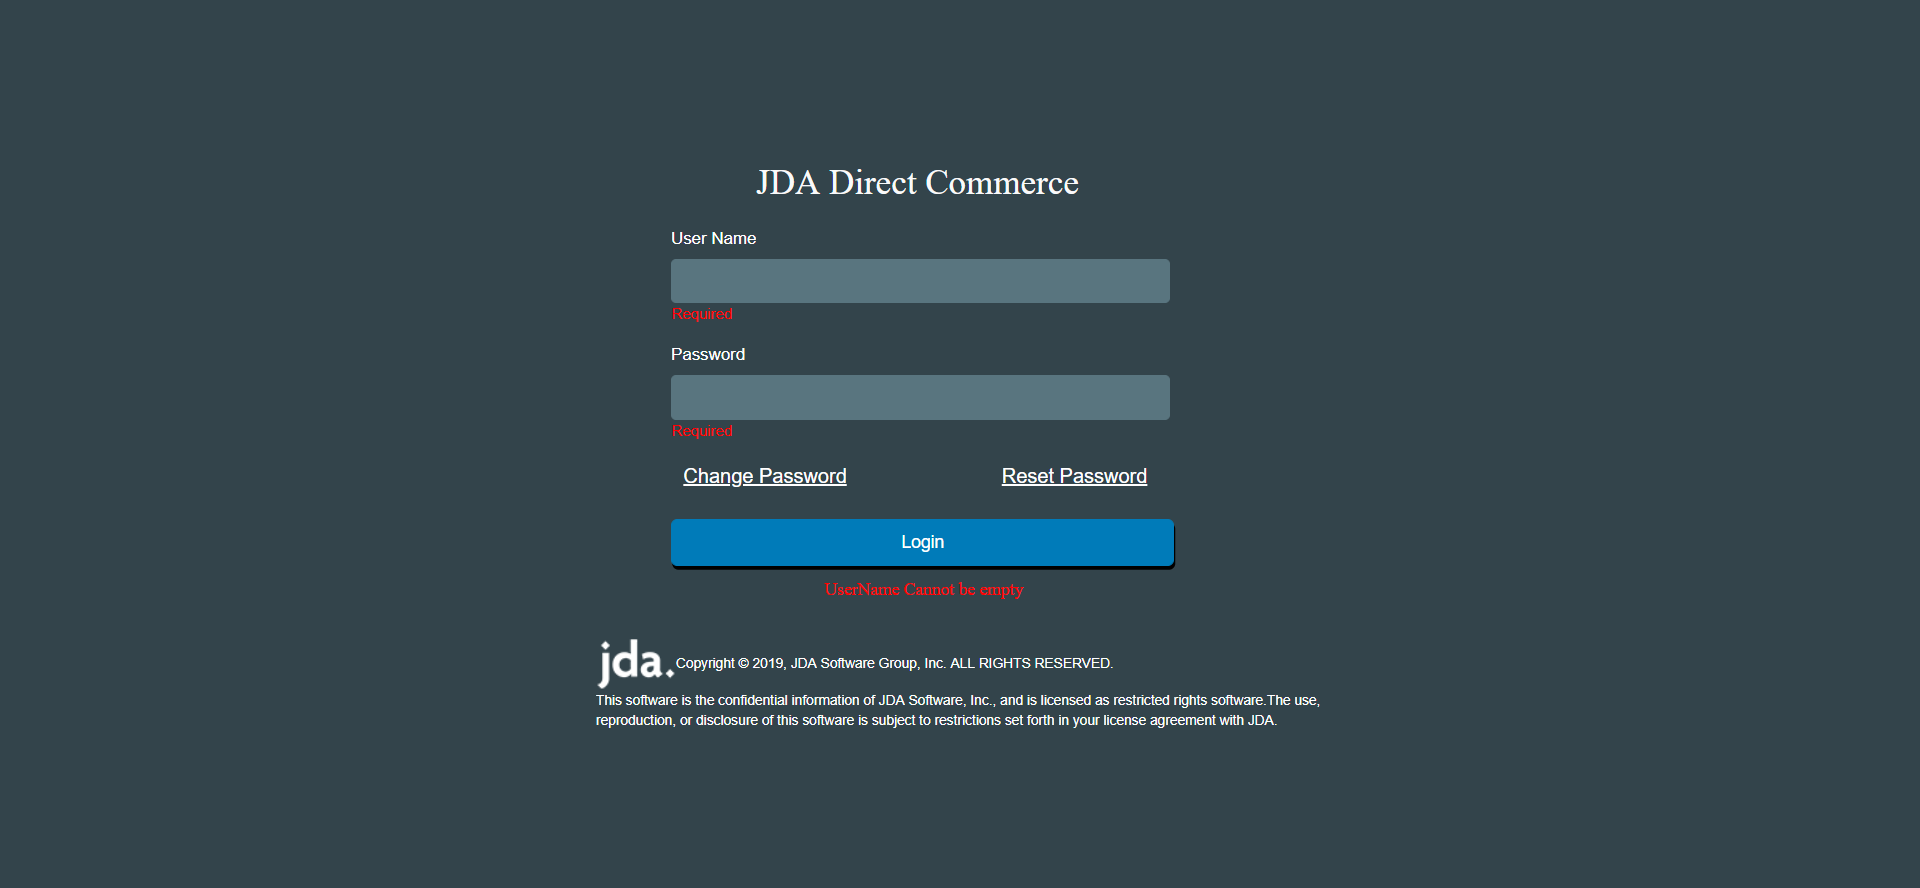 JDA Direct Commerce
User Name
Required
Password
Required
Change Password Reset Password
Login
UserName Cannot be empty
jda. Copyright © 2019, JDA Software Group, Inc. ALL RIGHTS RESERVED.
This software is the confidential information of JDA Software, Inc., and is licensed as restricted rights software.The use,
reproduction, or disclosure of this software is subject to restrictions set forth in your license agreement with JDA.